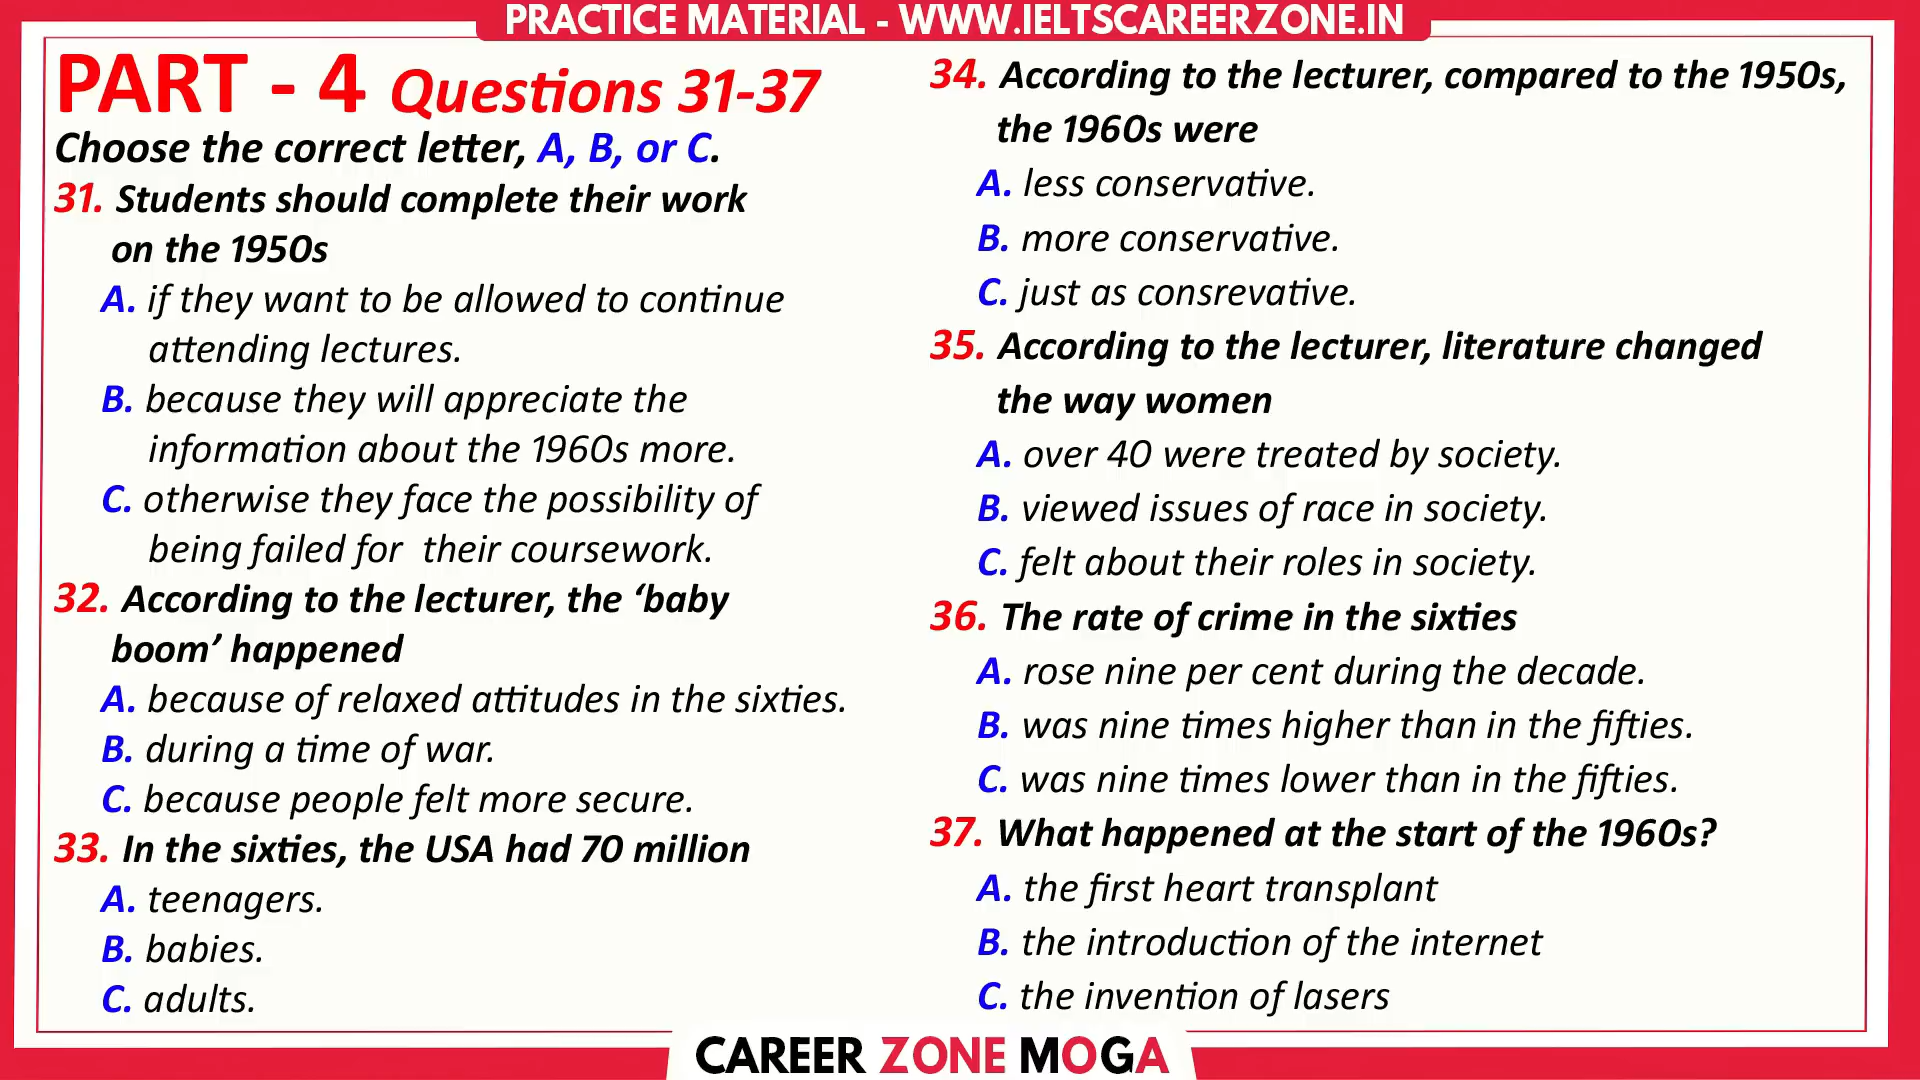 PRACTICE MATERIAL - WWW.IELTSCAREERZONE.IN
PART - 4 Questions 31-37
Choose the correct letter, A, B, or C.
31. Students should complete their work
on the 1950s
A. if they want to be allowed to continue
attending lectures.
B. because they will appreciate the
information about the 1960s more.
C. otherwise they face the possibility of
being failed for their coursework.
32. According to the lecturer, the ‘baby
boom’ happened
A. because of relaxed attitudes in the sixties.
B. during a time of war.
C. because people felt more secure.
33. In the sixties, the USA had 70 million
A. teenagers.
B. babies.
C. adults.
34. According to the lecturer, compared to the 1950s,
the 1960s were
A. less conservative.
B. more conservative.
C. just as consrevative.
35. According to the lecturer, literature changed
the way women
A. over 40 were treated by society.
B. viewed issues of race in society.
C. felt about their roles in society.
36. The rate of crime in the sixties
A. rose nine per cent during the decade.
B. was nine times higher than in the fifties.
C. was nine times lower than in the fifties.
37. What happened at the start of the 1960s?
A. the first heart transplant
B. the introduction of the internet
C. the invention of lasers
CAREER ZONE MOGA